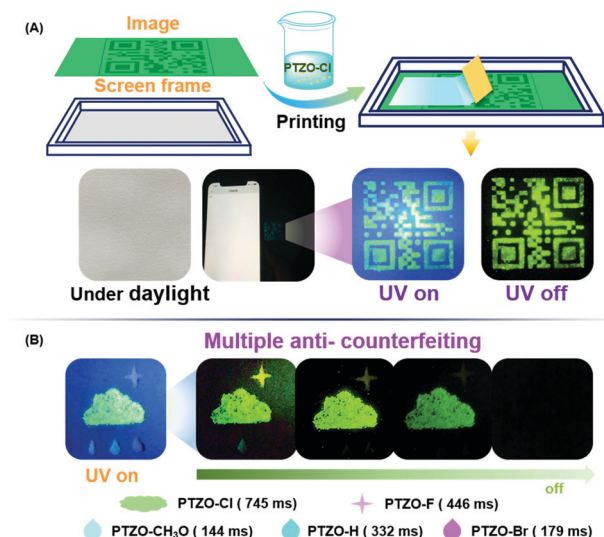 (A)
Image
PTZO-Cl
Screen frame
Printing
Under daylight
UV on
UV off
(B)
Multiple anti- counterfeiting
UV on
off
PTZO-Cl ( 745 ms)
PTZO-F ( 446 ms)
PTZO-CH₃O ( 144 ms)
PTZO-H ( 332 ms)
PTZO-Br ( 179 ms)